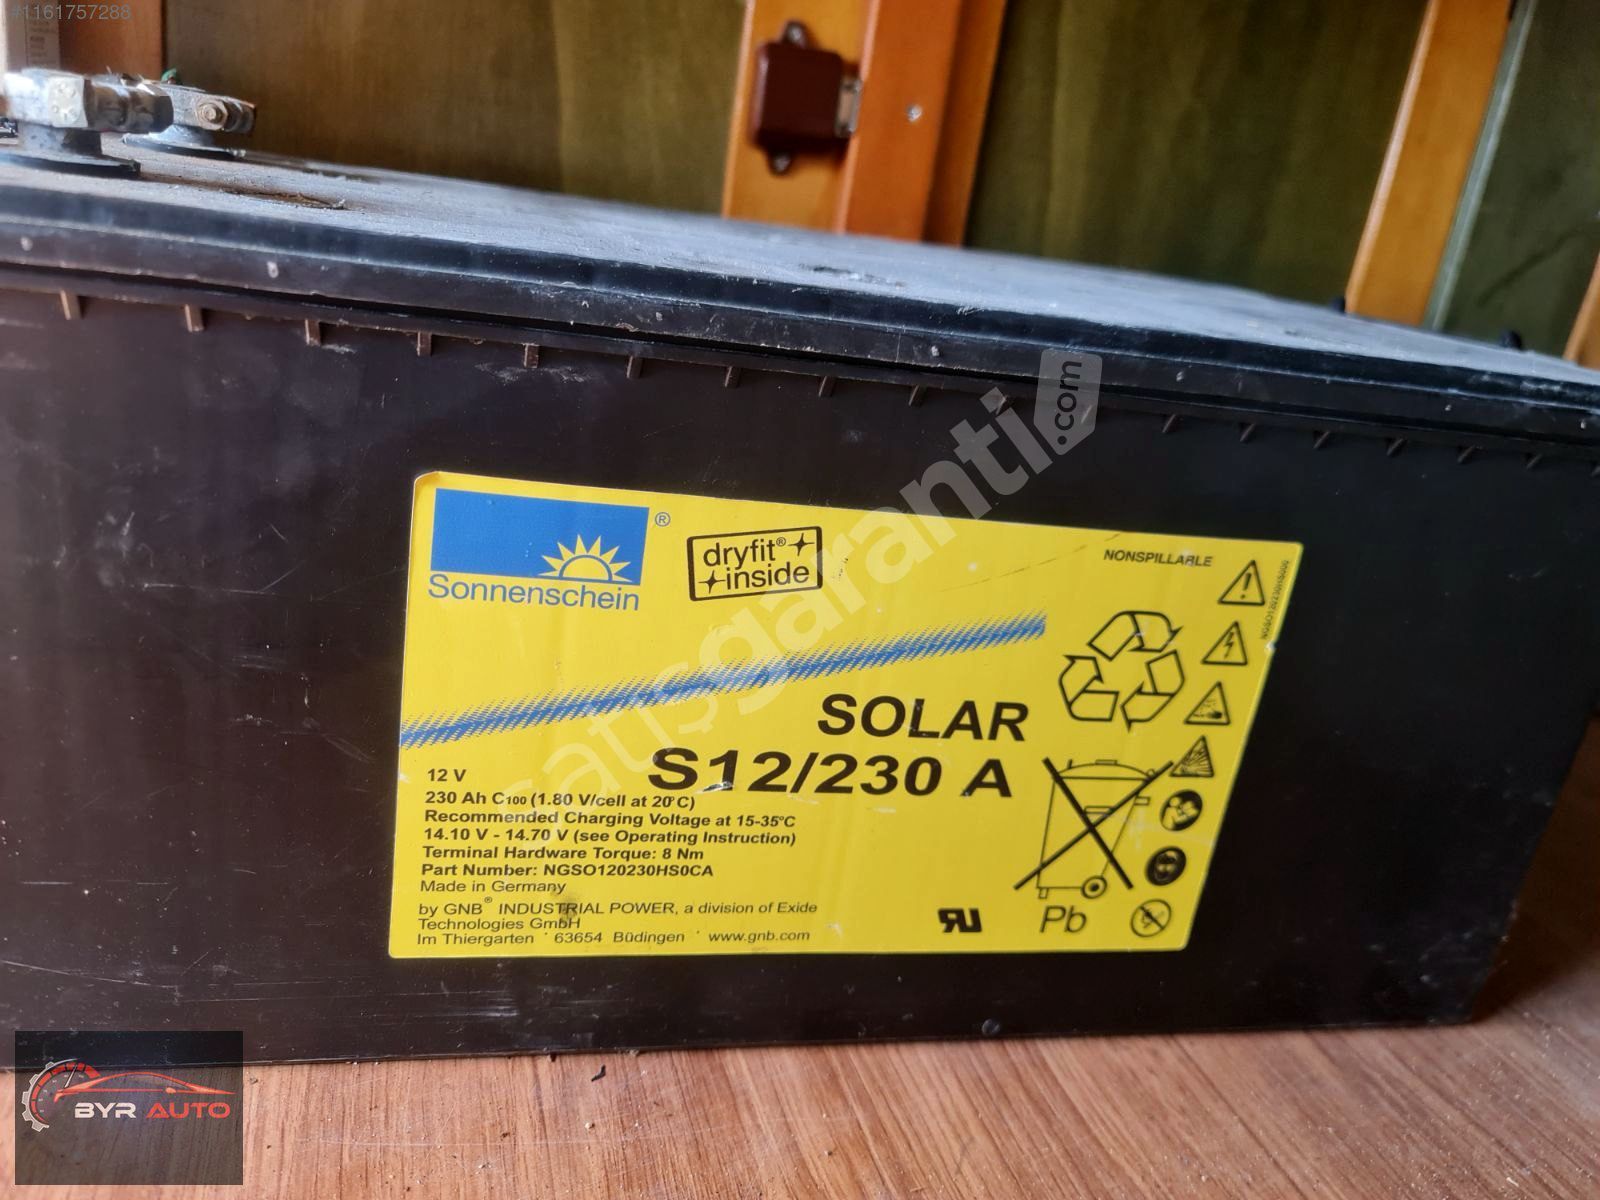 #1161757288
Sonnenschein®
dryfit®
inside
NONSPILLABLE
NGSO120230HS000
satışgaranti.com
SOLAR
S12/230 A
12 V
230 Ah C100 (1.80 V/cell at 20°C)
Recommended Charging Voltage at 15-35°C
14.10 V - 14.70 V (see Operating Instruction)
Terminal Hardware Torque: 8 Nm
Part Number: NGSO120230HS0CA
Made in Germany
by GNB® INDUSTRIAL POWER, a division of Exide
Technologies GmbH
Im Thiergarten 63654 Büdingen www.gnb.com
Pb
BYR AUTO